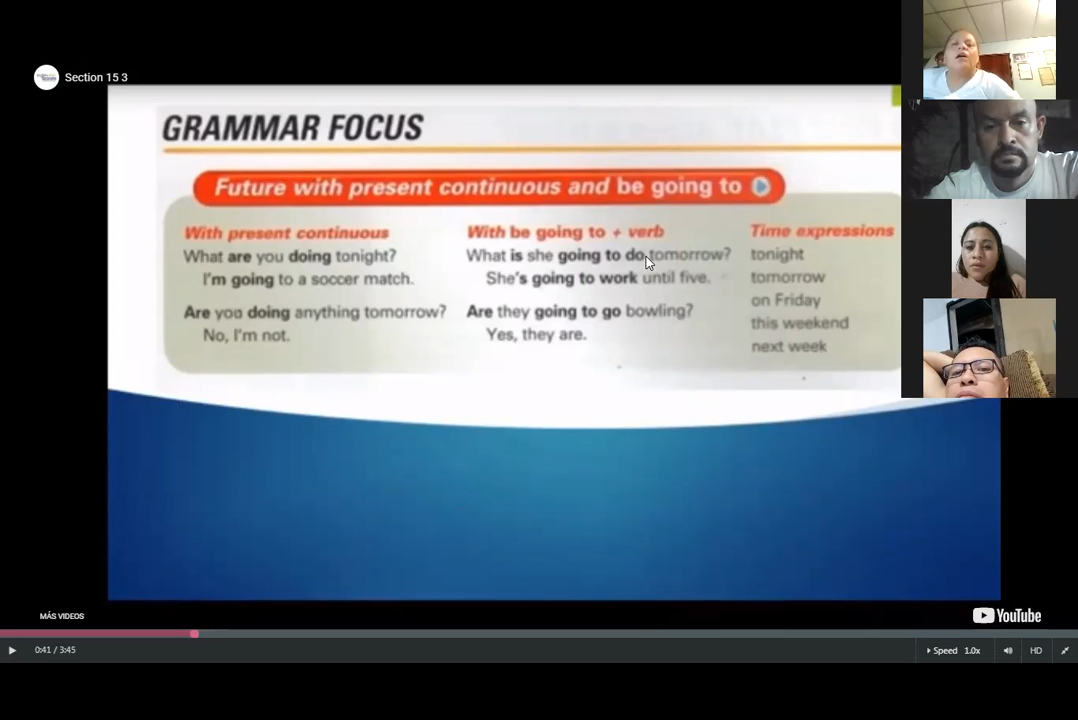 Section 15 3
GRAMMAR FOCUS
Future with present continuous and be going to
With present continuous
What are you doing tonight?
I'm going to a soccer match.
Are you doing anything tomorrow?
No, I'm not.
With be going to + verb
What is she going to do tomorrow?
She's going to work until five.
Are they going to go bowling?
Yes, they are.
Time expressions
tonight
tomorrow
on Friday
this weekend
next week
MÁS VIDEOS
YouTube
0:41 / 3:45
Speed 1.0x
HD